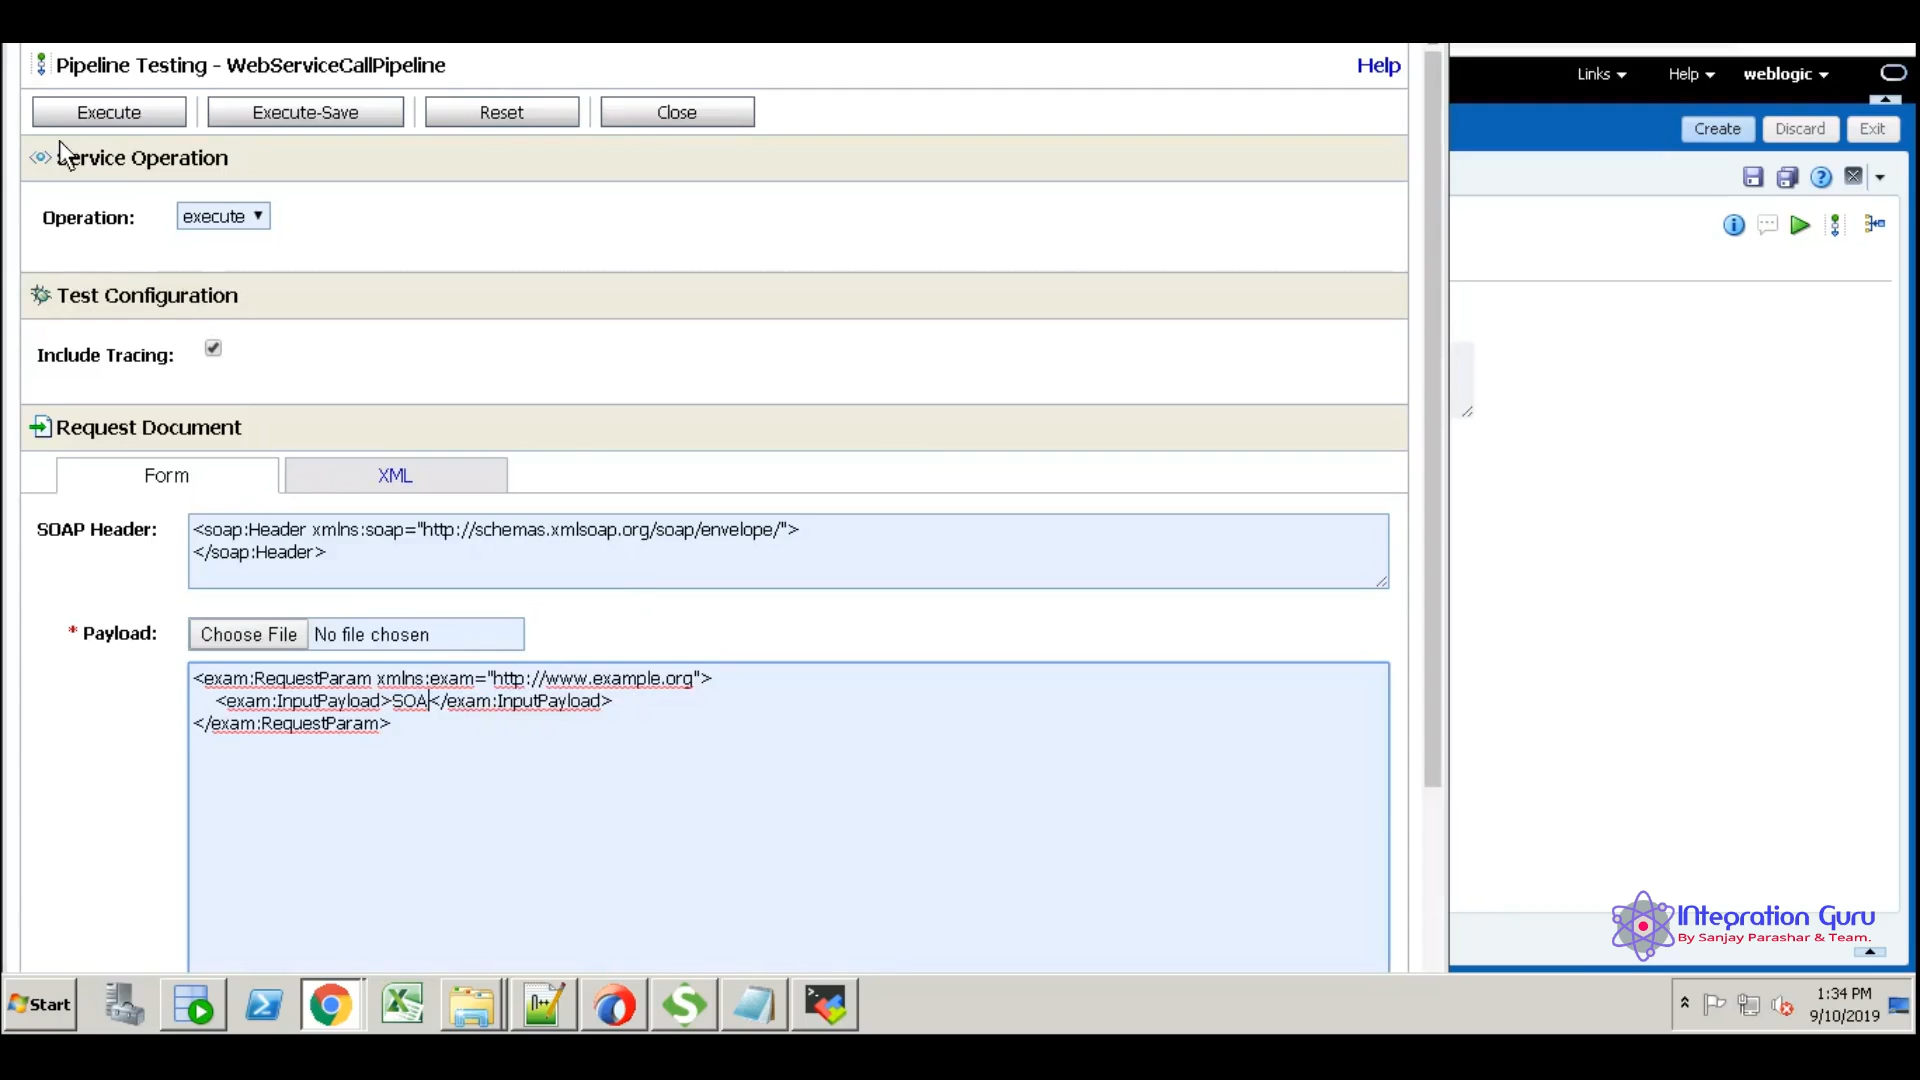 Pipeline Testing - WebServiceCallPipeline
Help
Execute
Execute-Save
Reset
Close
Links
Help
weblogic
Create
Discard
Exit
Service Operation
Operation:
execute
Test Configuration
Include Tracing:
Request Document
Form
XML
SOAP Header:
<soap:Header xmlns:soap="http://schemas.xmlsoap.org/soap/envelope/">
</soap:Header>
* Payload:
Choose File
No file chosen
<exam:RequestParam xmlns:exam="http://www.example.org">
<exam:InputPayload>SOA</exam:InputPayload>
</exam:RequestParam>
INtegration Guru
By Sanjay Parashar & Team.
Start
1:34 PM
9/10/2019